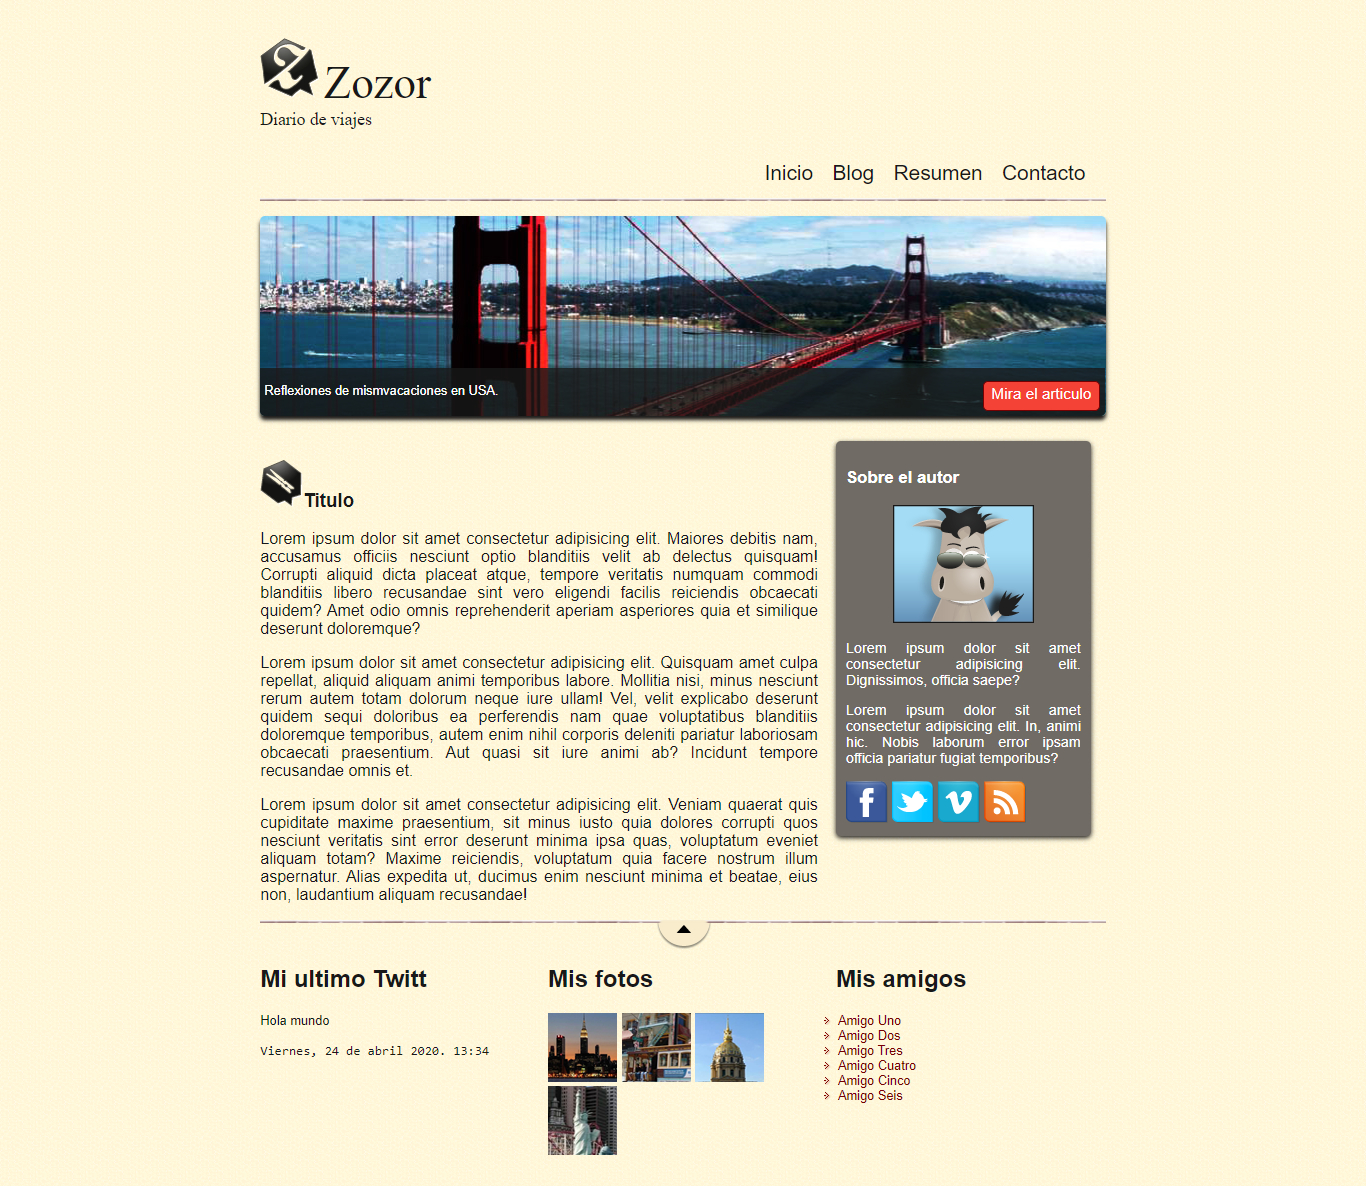 Zozor
Diario de viajes
Inicio Blog Resumen Contacto
Reflexiones de mismvacaciones en USA.
Mira el articulo
Titulo
Lorem ipsum dolor sit amet consectetur adipisicing elit. Maiores debitis nam,
accusamus officiis nesciunt optio blanditiis velit ab delectus quisquam!
Corrupti aliquid dicta placeat atque, tempore veritatis numquam commodi
blanditiis libero recusandae sint vero eligendi facilis reiciendis obcaecati
quidem? Amet odio omnis reprehenderit aperiam asperiores quia et similique
deserunt doloremque?
Lorem ipsum dolor sit amet consectetur adipisicing elit. Quisquam amet culpa
repellat, aliquid aliquam animi temporibus labore. Mollitia nisi, minus nesciunt
rerum autem totam dolorum neque iure ullam! Vel, velit explicabo deserunt
quidem sequi doloribus ea perferendis nam quae voluptatibus blanditiis
doloremque temporibus, autem enim nihil corporis deleniti pariatur laboriosam
obcaecati praesentium. Aut quasi sit iure animi ab? Incidunt tempore
recusandae omnis et.
Lorem ipsum dolor sit amet consectetur adipisicing elit. Veniam quaerat quis
cupiditate maxime praesentium, sit minus iusto quia dolores corrupti quos
nesciunt veritatis sint error deserunt minima ipsa quas, voluptatum eveniet
aliquam totam? Maxime reiciendis, voluptatum quia facere nostrum illum
aspernatur. Alias expedita ut, ducimus enim nesciunt minima et beatae, eius
non, laudantium aliquam recusandae!
Sobre el autor
Lorem ipsum dolor sit amet
consectetur adipisicing elit.
Dignissimos, officia saepe?
Lorem ipsum dolor sit amet
consectetur adipisicing elit. In, animi
hic. Nobis laborum error ipsam
officia pariatur fugiat temporibus?
Mi ultimo Twitt
Hola mundo
Viernes, 24 de abril 2020. 13:34
Mis fotos
Mis amigos
Amigo Uno
Amigo Dos
Amigo Tres
Amigo Cuatro
Amigo Cinco
Amigo Seis